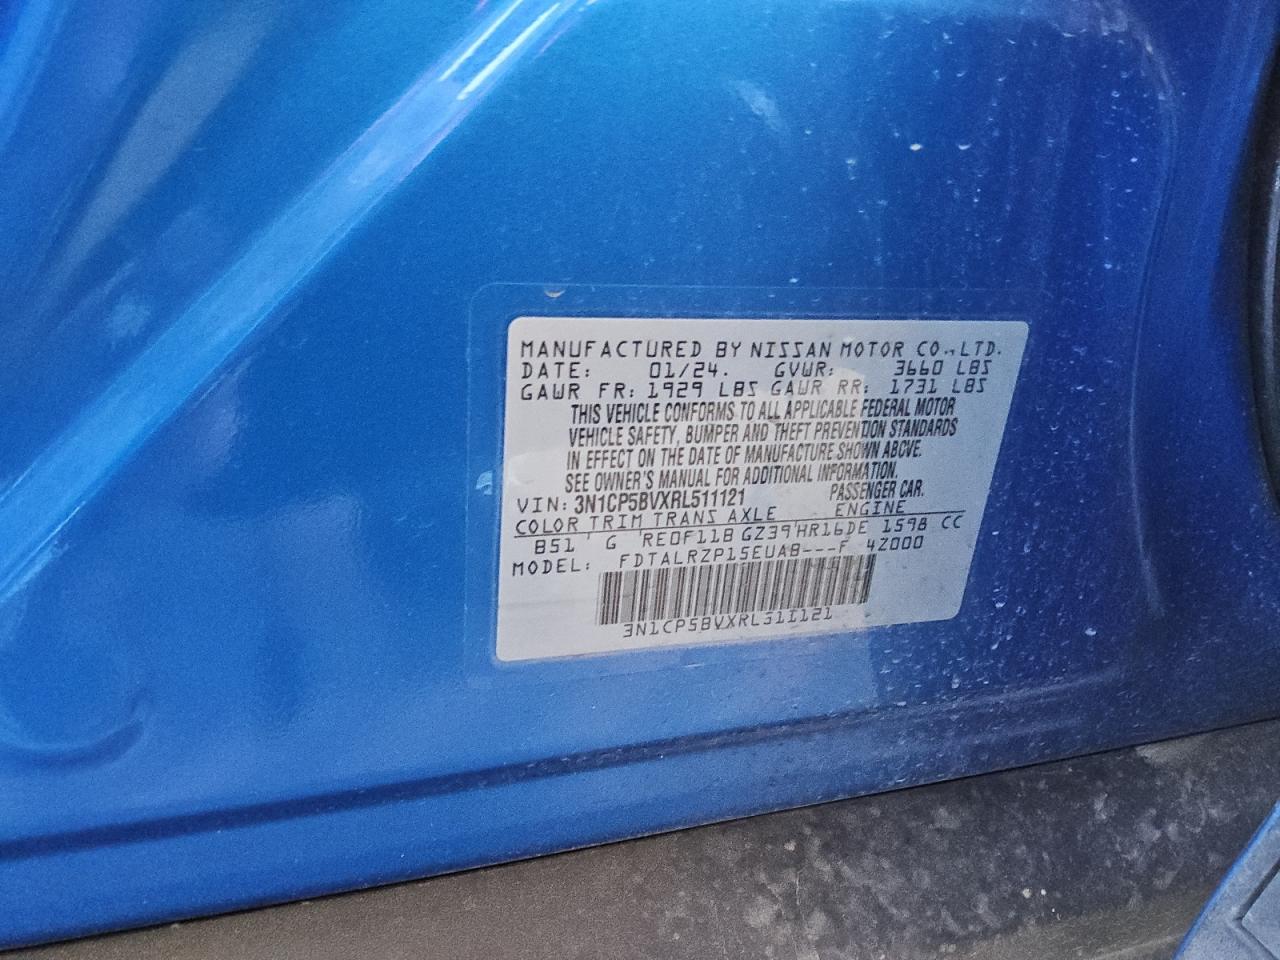 MANUFACTURED BY NISSAN MOTOR CO., LTD.
DATE: 01/24. GVWR: 3660 LBS
GAWR FR: 1929 LBS GAWR RR: 1731 LBS
THIS VEHICLE CONFORMS TO ALL APPLICABLE FEDERAL MOTOR
VEHICLE SAFETY, BUMPER AND THEFT PREVENTION STANDARDS
IN EFFECT ON THE DATE OF MANUFACTURE SHOWN ABOVE.
SEE OWNER'S MANUAL FOR ADDITIONAL INFORMATION.
VIN: 3N1CP5BVXRL511121 PASSENGER CAR.
COLOR TRIM TRANS AXLE ENGINE
B51 G RE0F11B GZ39 HR16DE 1598 CC
MODEL: FDTALRZP15EUAB---F 4Z000
3N1CP5BVXRL511121